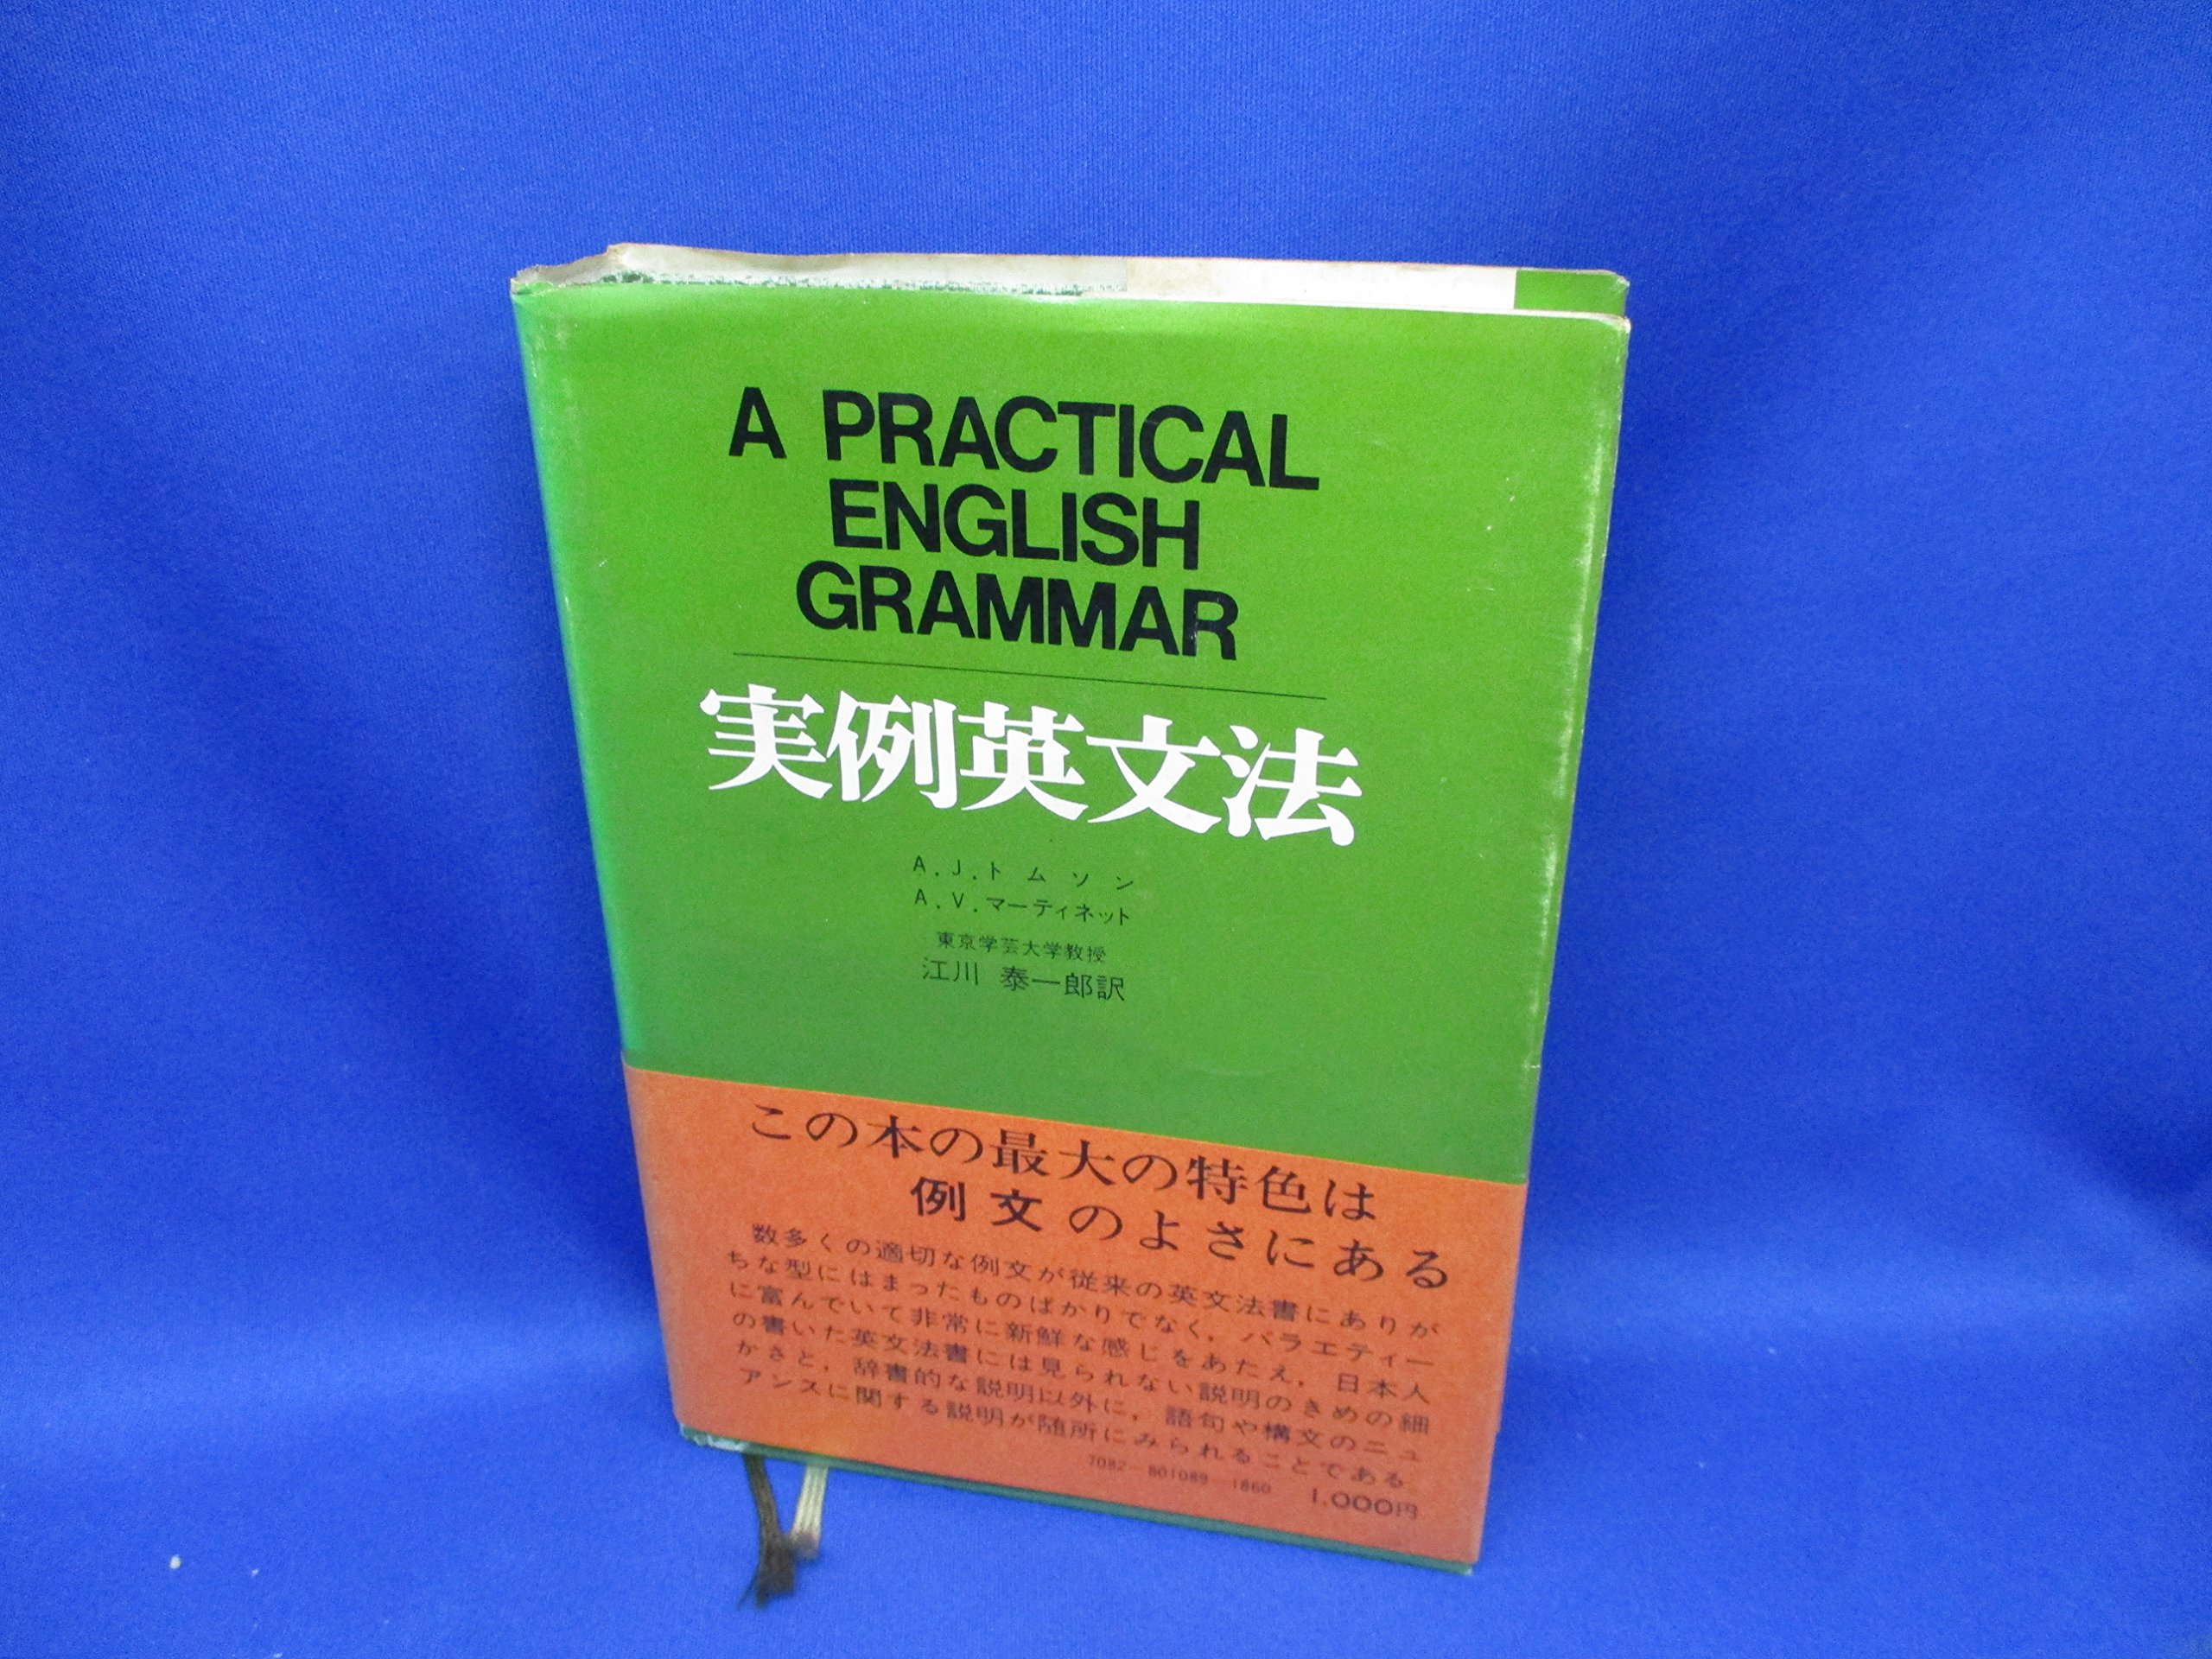 A PRACTICAL
ENGLISH
GRAMMAR
実例英文法
A.J.トムソン
A.V.マーティネット
東京学芸大学教授
江川 泰一郎訳
この本の最大の特色は
例文のよさにある
数多くの適切な例文が従来の英文法書にありが
ちな型にはまったものばかりでなく，バラエティー
に富んでいて非常に新鮮な感じをあたえ，日本人
の書いた英文法書には見られない説明のきめの細
かさと，辞書的な説明以外に，語句や構文のニュ
アンスに関する説明が随所にみられることである
7082-601089-1860 1,000円